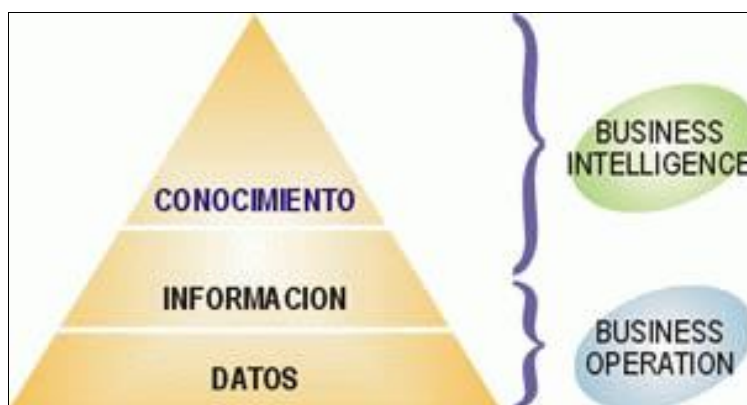 CONOCIMIENTO
INFORMACION
DATOS
BUSINESS
INTELLIGENCE
BUSINESS
OPERATION